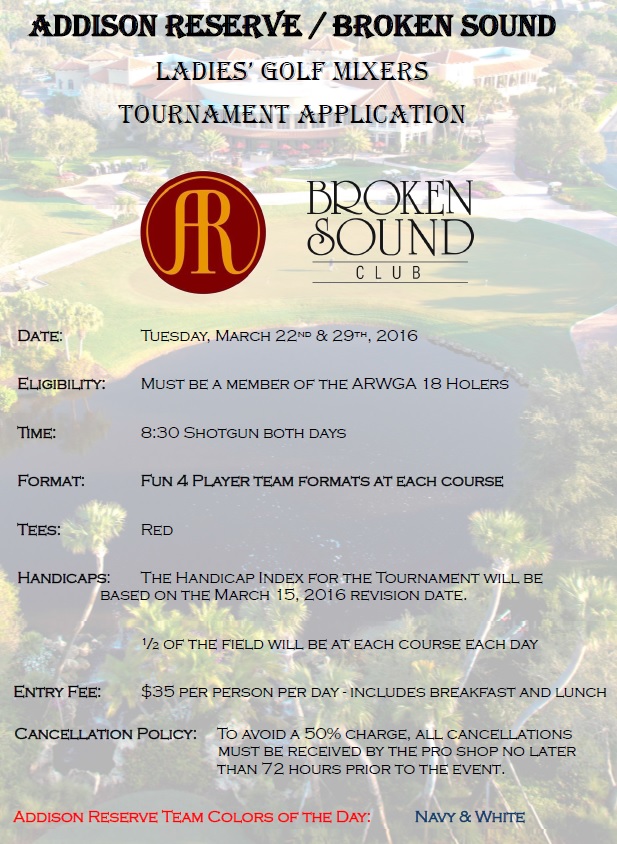 ADDISON RESERVE / BROKEN SOUND
LADIES' GOLF MIXERS
TOURNAMENT APPLICATION
AR
BROKEN
SOUND
CLUB
DATE: TUESDAY, MARCH 22ND & 29TH, 2016
ELIGIBILITY: MUST BE A MEMBER OF THE ARWGA 18 HOLERS
TIME: 8:30 SHOTGUN BOTH DAYS
FORMAT: FUN 4 PLAYER TEAM FORMATS AT EACH COURSE
TEES: RED
HANDICAPS: THE HANDICAP INDEX FOR THE TOURNAMENT WILL BE
BASED ON THE MARCH 15, 2016 REVISION DATE.
½ OF THE FIELD WILL BE AT EACH COURSE EACH DAY
ENTRY FEE: $35 PER PERSON PER DAY - INCLUDES BREAKFAST AND LUNCH
CANCELLATION POLICY: TO AVOID A 50% CHARGE, ALL CANCELLATIONS
MUST BE RECEIVED BY THE PRO SHOP NO LATER
THAN 72 HOURS PRIOR TO THE EVENT.
ADDISON RESERVE TEAM COLORS OF THE DAY: NAVY & WHITE